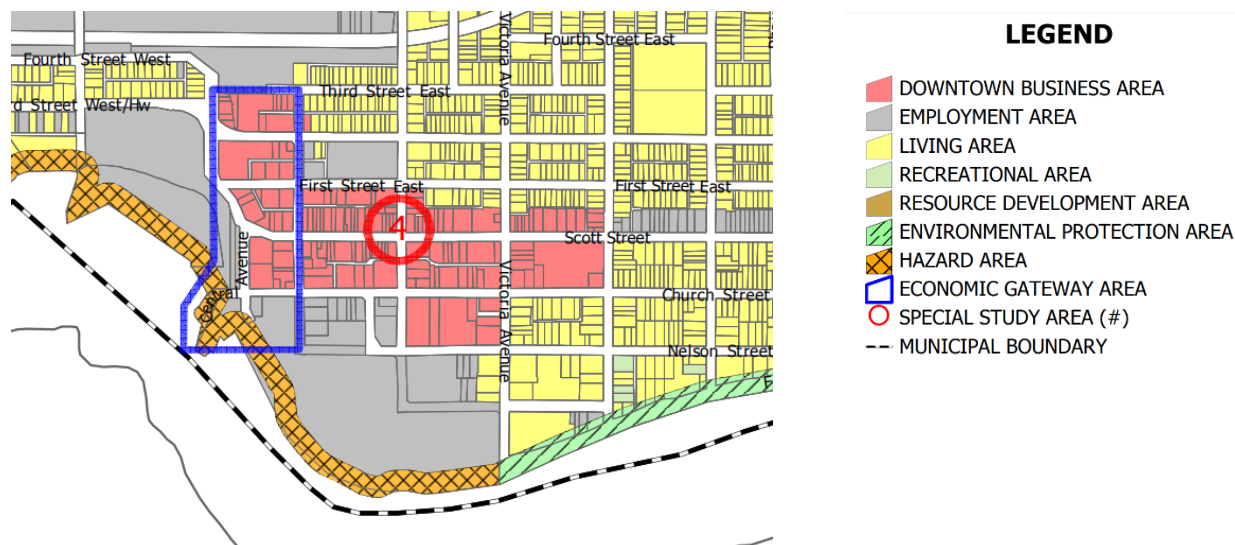 Fourth Street West
Fourth Street East
Victoria Avenue
Third Street East
rd Street West/Hw
First Street East
First Street East
4
Scott Street
Central Avenue
Church Street
Victoria Avenue
Nelson Street
LEGEND
DOWNTOWN BUSINESS AREA
EMPLOYMENT AREA
LIVING AREA
RECREATIONAL AREA
RESOURCE DEVELOPMENT AREA
ENVIRONMENTAL PROTECTION AREA
HAZARD AREA
ECONOMIC GATEWAY AREA
SPECIAL STUDY AREA (#)
MUNICIPAL BOUNDARY